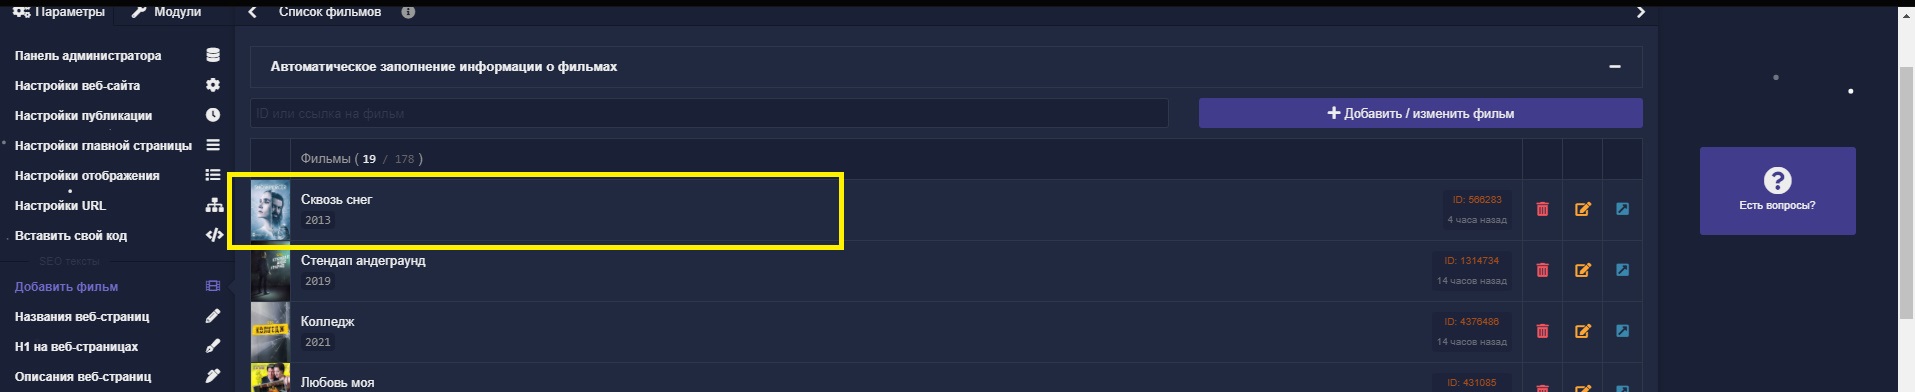 Параметры Модули
Список фильмов
Панель администратора
Настройки веб-сайта
Настройки публикации
Настройки главной страницы
Настройки отображения
Настройки URL
Вставить свой код
SEO тексты
Добавить фильм
Названия веб-страниц
H1 на веб-страницах
Описания веб-страниц
Автоматическое заполнение информации о фильмах
ID или ссылка на фильм
Добавить / изменить фильм
Фильмы ( 19 / 178 )
Сквозь снег
2013
ID: 566283
4 часа назад
Стендап андеграунд
2019
ID: 1314734
14 часов назад
Колледж
2021
ID: 4376486
14 часов назад
Любовь моя
ID: 431085
Есть вопросы?